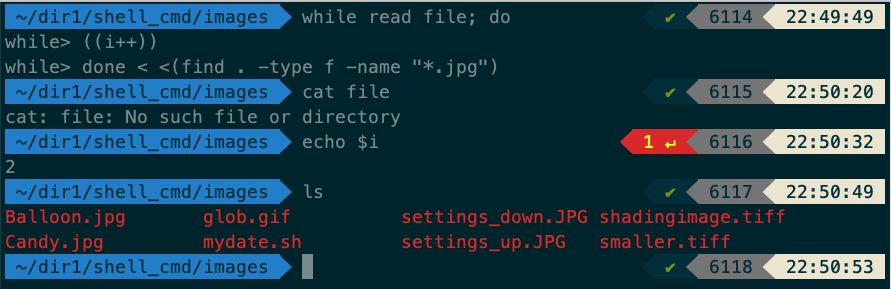 ~/dir1/shell_cmd/images while read file; do ✔ 6114 22:49:49
while> ((i++))
while> done < <(find . -type f -name "*.jpg")
~/dir1/shell_cmd/images cat file ✔ 6115 22:50:20
cat: file: No such file or directory
~/dir1/shell_cmd/images echo $i 1 ↵ 6116 22:50:32
2
~/dir1/shell_cmd/images ls ✔ 6117 22:50:49
Balloon.jpg glob.gif settings_down.JPG shadingimage.tiff
Candy.jpg mydate.sh settings_up.JPG smaller.tiff
~/dir1/shell_cmd/images ✔ 6118 22:50:53